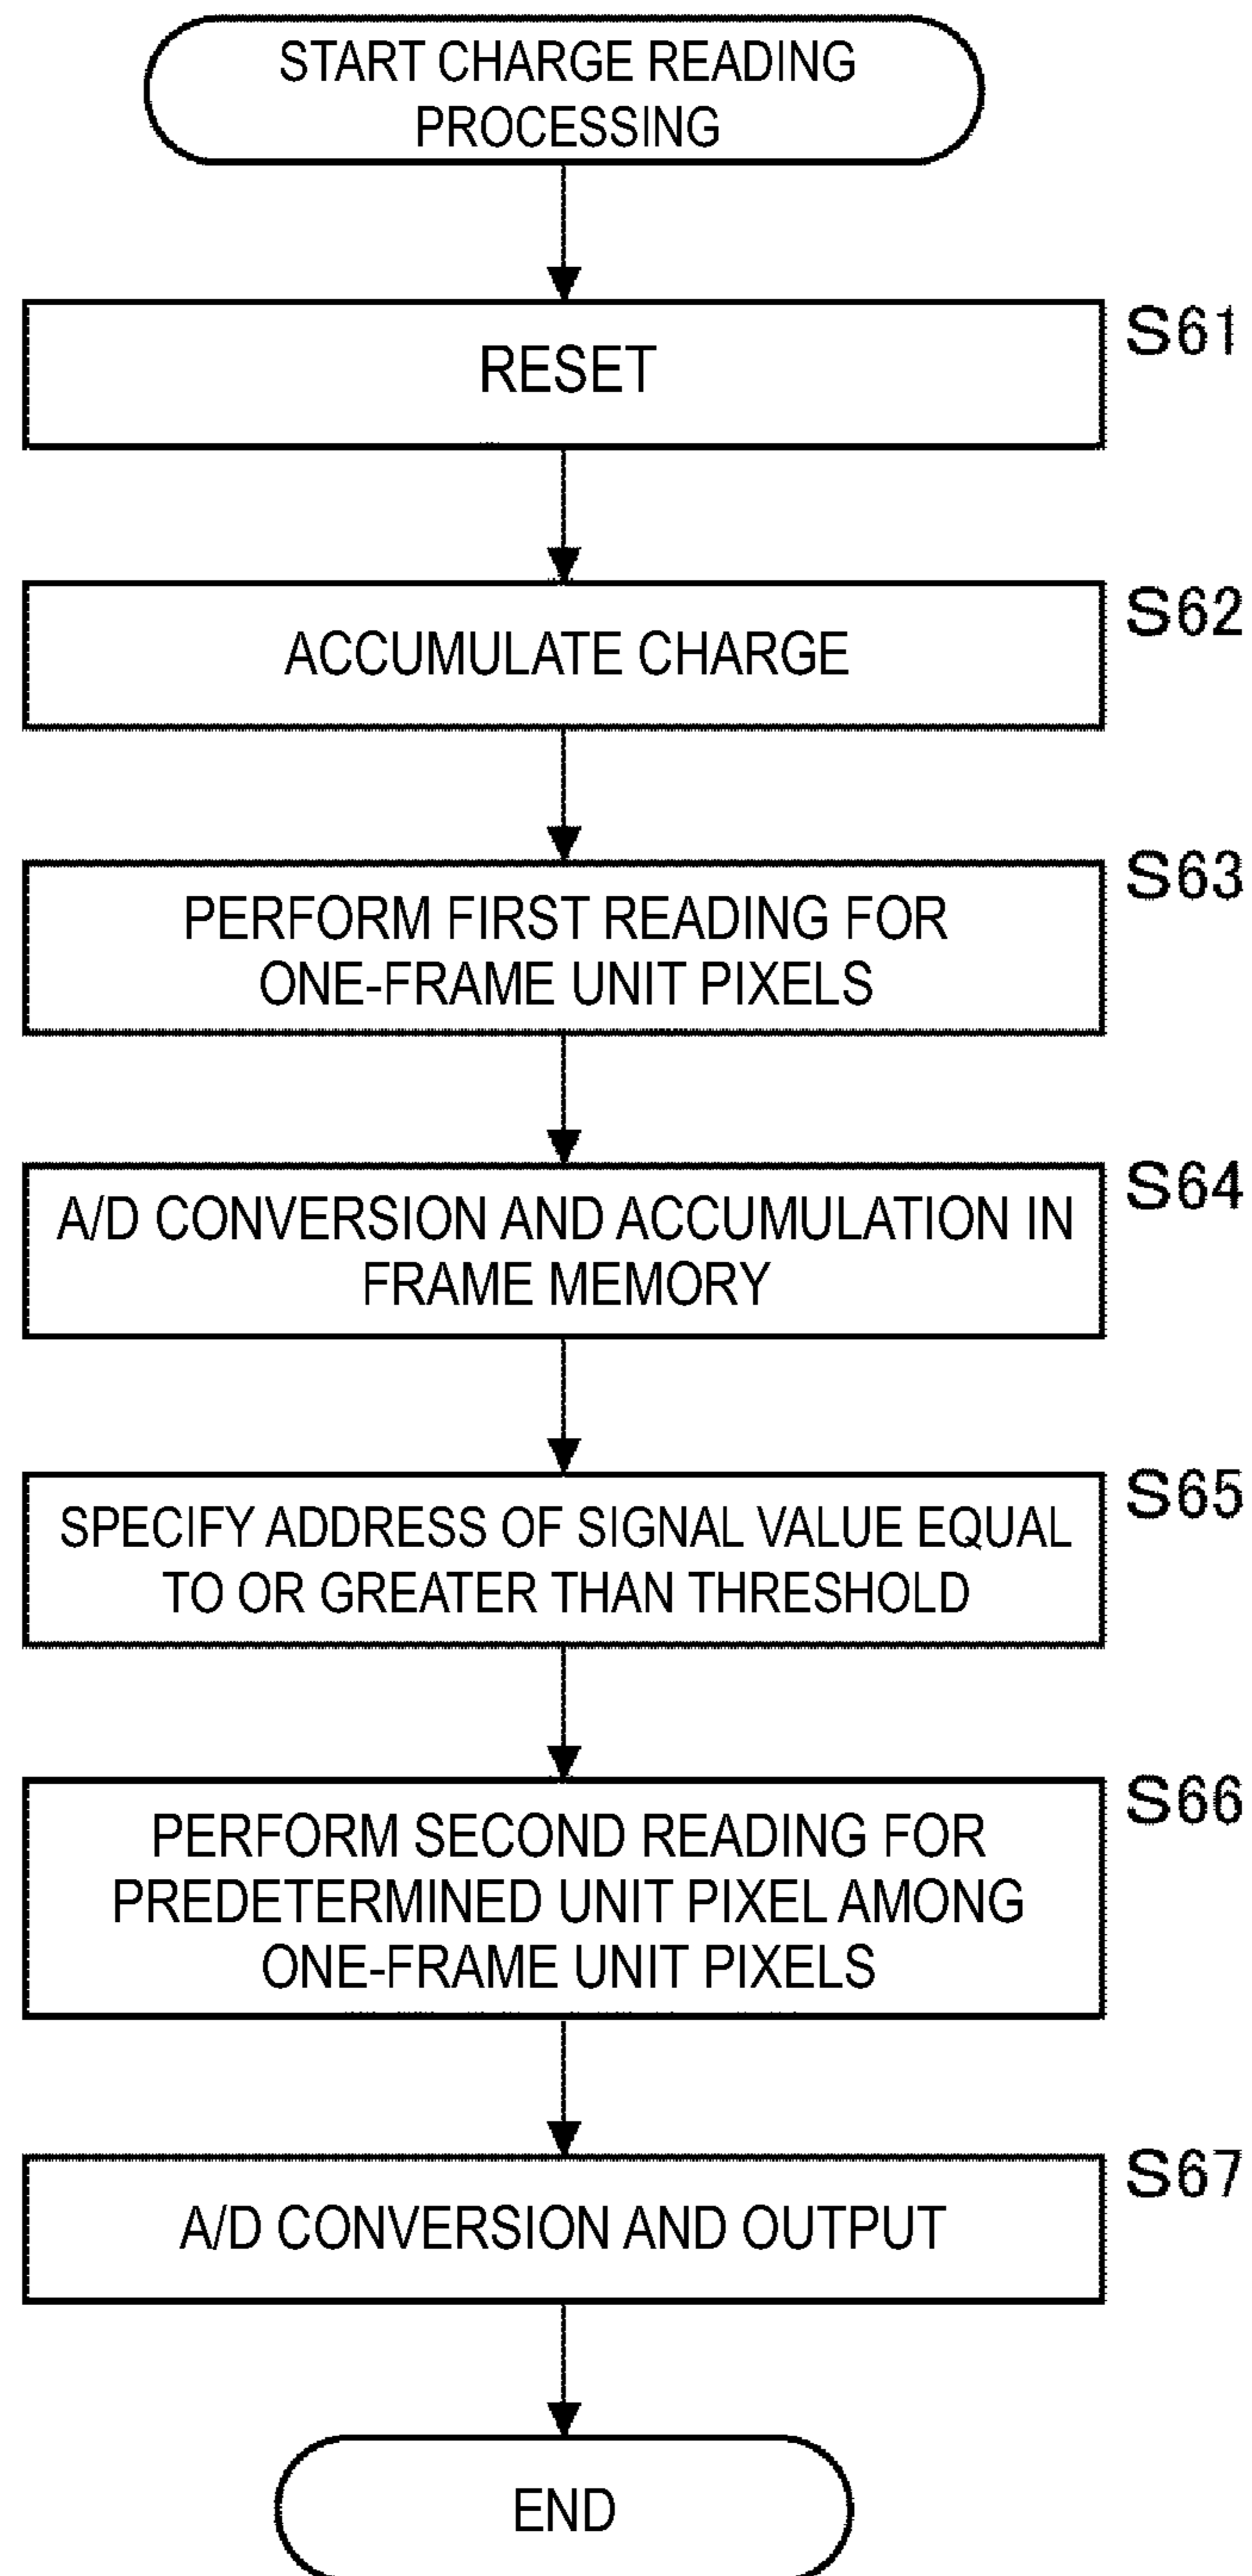 START CHARGE READING
PROCESSING
RESET
S61
ACCUMULATE CHARGE
S62
PERFORM FIRST READING FOR
ONE-FRAME UNIT PIXELS
S63
A/D CONVERSION AND ACCUMULATION IN
FRAME MEMORY
S64
SPECIFY ADDRESS OF SIGNAL VALUE EQUAL
TO OR GREATER THAN THRESHOLD
S65
PERFORM SECOND READING FOR
PREDETERMINED UNIT PIXEL AMONG
ONE-FRAME UNIT PIXELS
S66
A/D CONVERSION AND OUTPUT
S67
END